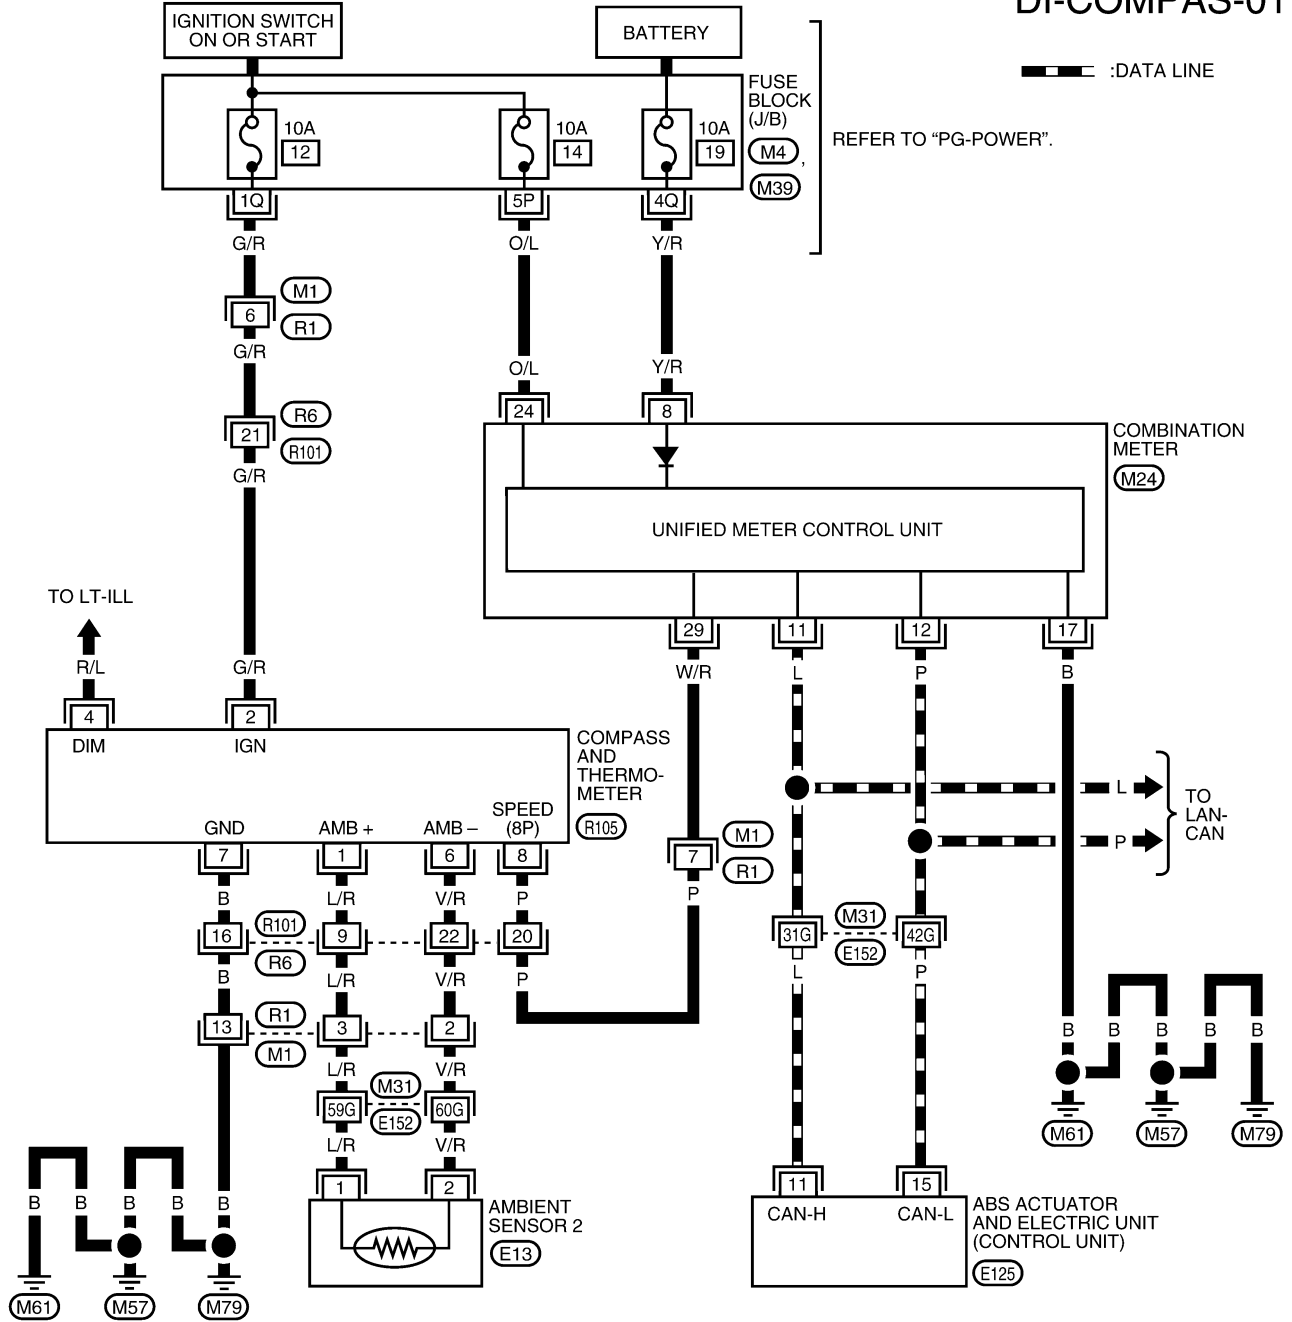 DI-COMPAS-01
IGNITION SWITCH
ON OR START
BATTERY
:DATA LINE
FUSE
BLOCK
(J/B)
10A
12
10A
14
10A
19
M4 ,
M39
REFER TO “PG-POWER”.
1Q
5P
4Q
G/R
O/L
Y/R
M1
6
R1
G/R
O/L
Y/R
R6
21
R101
G/R
24
8
COMBINATION
METER
M24
UNIFIED METER CONTROL UNIT
TO LT-ILL
R/L
G/R
29
11
12
17
W/R
L
P
B
4
2
DIM
IGN
COMPASS
AND
THERMO-
METER
R105
GND
AMB +
AMB –
SPEED
(8P)
L
P
TO
LAN-
CAN
7
1
6
8
M1
7
R1
B
L/R
V/R
P
P
16
R101
R6
9
22
20
31G
M31
E152
42G
B
L/R
V/R
P
L
P
13
R1
M1
3
2
L/R
V/R
B
B
B
B
B
59G
M31
E152
60G
M61
M57
M79
L/R
V/R
1
2
11
15
B
B
B
B
B
AMBIENT
SENSOR 2
E13
CAN-H
CAN-L
ABS ACTUATOR
AND ELECTRIC UNIT
(CONTROL UNIT)
E125
M61
M57
M79